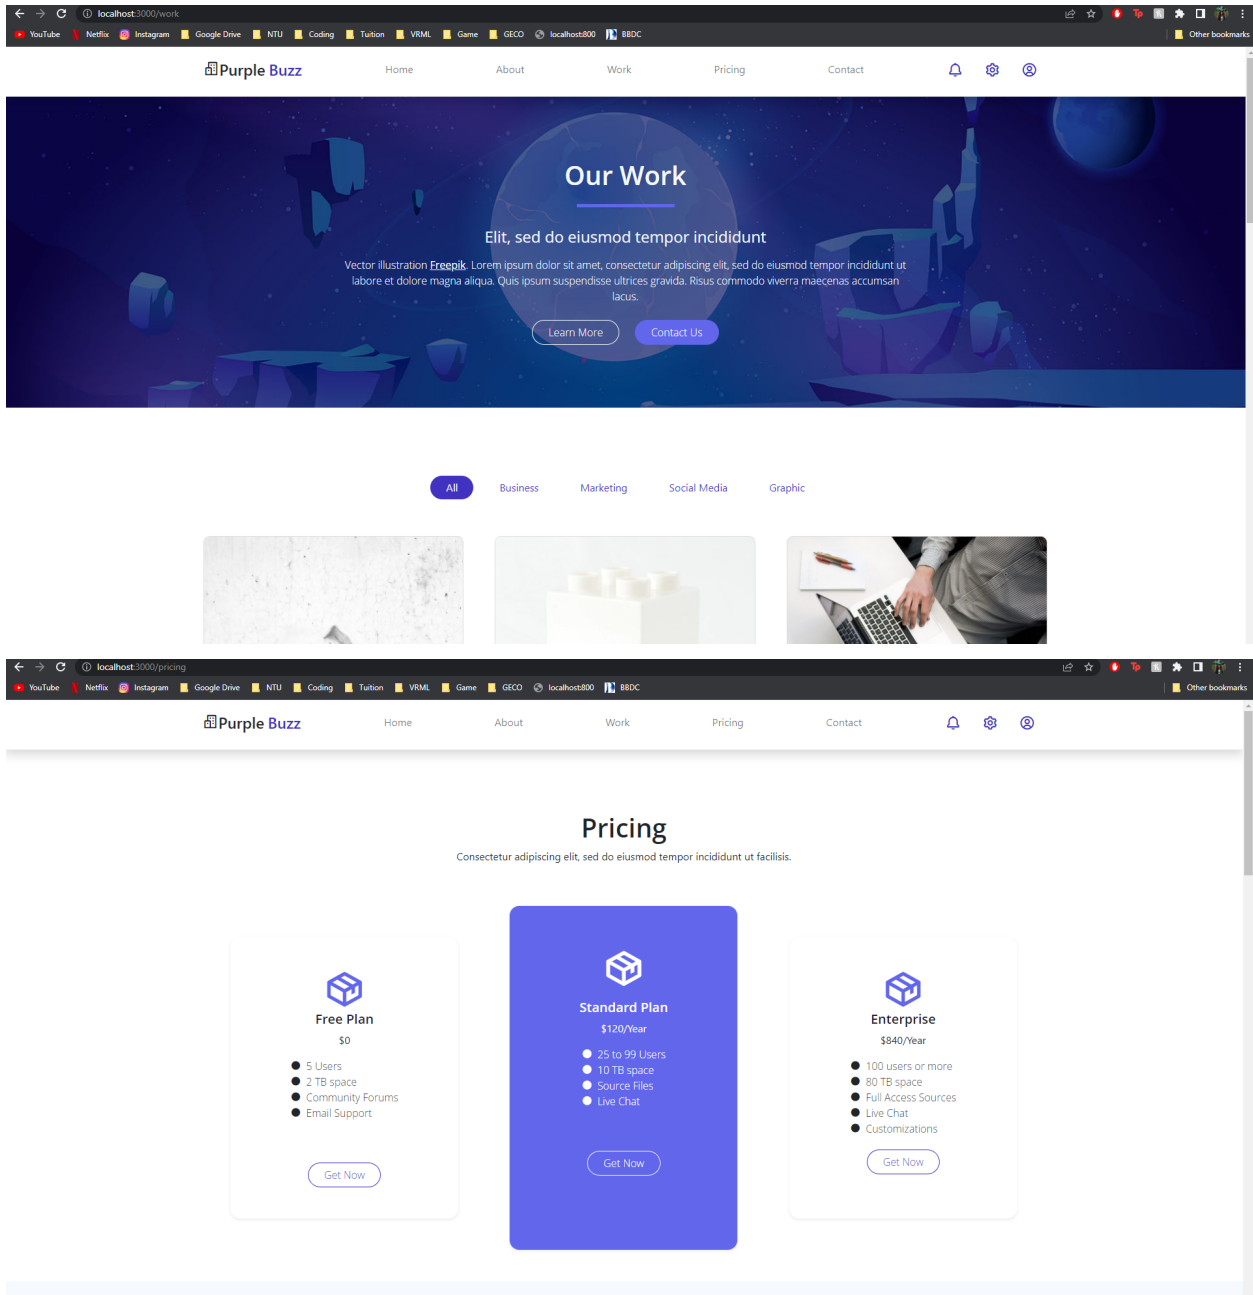 localhost:3000/work
YouTube Netflix Instagram Google Drive NTU Coding Tuition VRML Game GECO localhost:800 BBDC Other bookmarks
Purple Buzz Home About Work Pricing Contact
Our Work
Elit, sed do eiusmod tempor incididunt
Vector illustration Freepik. Lorem ipsum dolor sit amet, consectetur adipiscing elit, sed do eiusmod tempor incididunt ut
labore et dolore magna aliqua. Quis ipsum suspendisse ultrices gravida. Risus commodo viverra maecenas accumsan
lacus.
Learn More Contact Us
All Business Marketing Social Media Graphic
localhost:3000/pricing
YouTube Netflix Instagram Google Drive NTU Coding Tuition VRML Game GECO localhost:800 BBDC Other bookmarks
Purple Buzz Home About Work Pricing Contact
Pricing
Consectetur adipiscing elit, sed do eiusmod tempor incididunt ut facilisis.
Free Plan
$0
5 Users
2 TB space
Community Forums
Email Support
Get Now
Standard Plan
$120/Year
25 to 99 Users
10 TB space
Source Files
Live Chat
Get Now
Enterprise
$840/Year
100 users or more
80 TB space
Full Access Sources
Live Chat
Customizations
Get Now